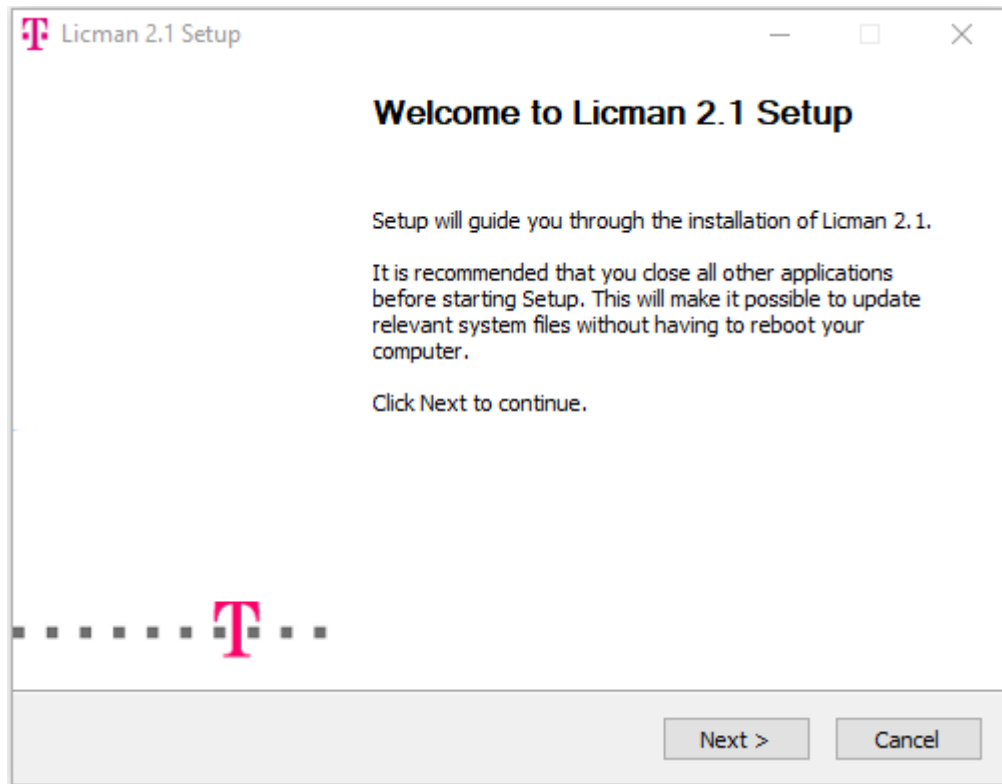 T Licman 2.1 Setup
Welcome to Licman 2.1 Setup
Setup will guide you through the installation of Licman 2.1.
It is recommended that you close all other applications
before starting Setup. This will make it possible to update
relevant system files without having to reboot your
computer.
Click Next to continue.
T
Next >
Cancel